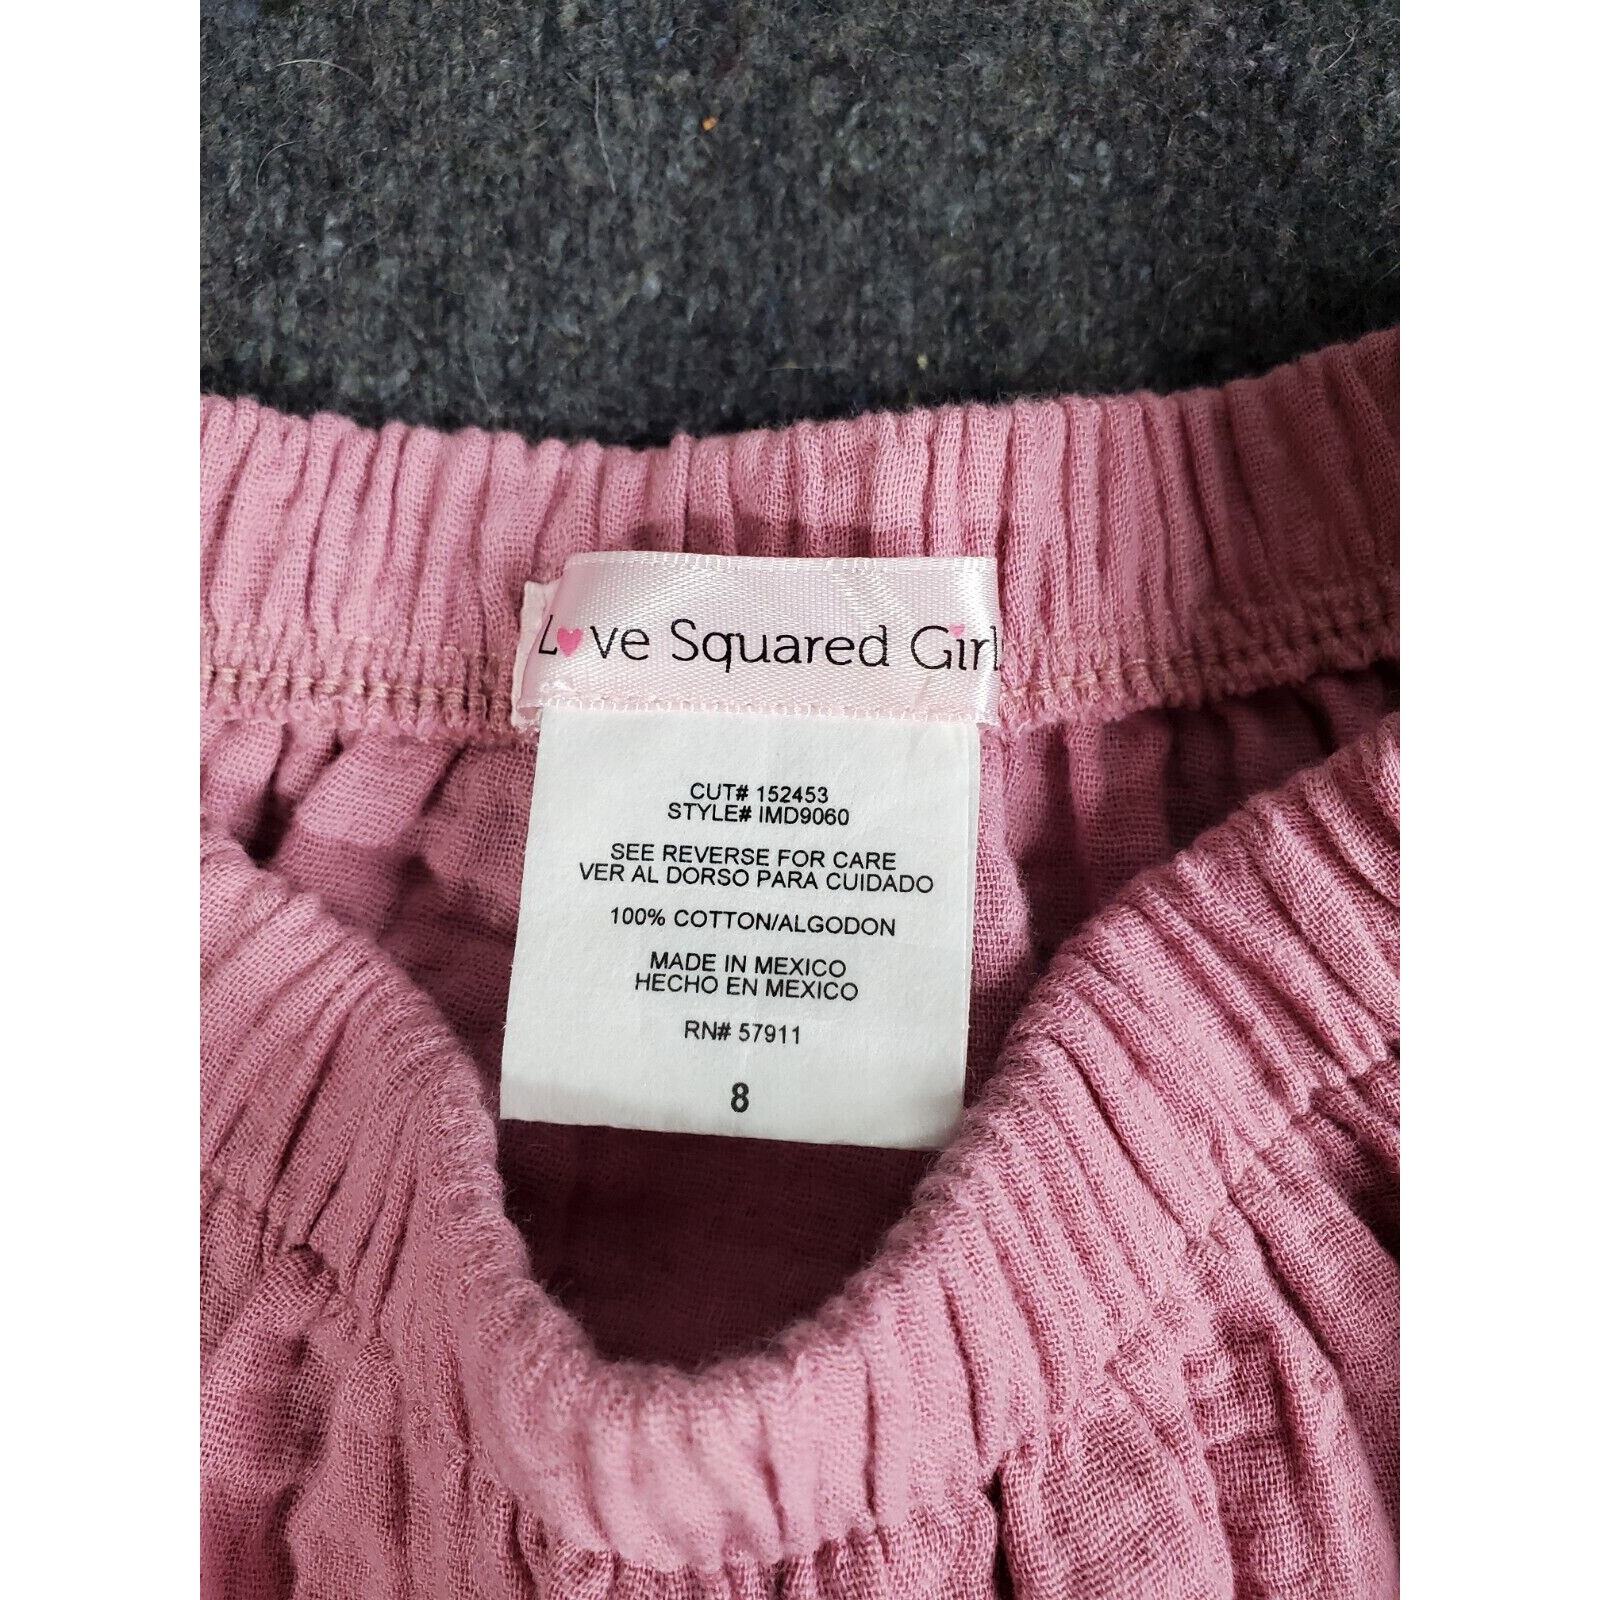 Love Squared Girl
CUT# 152453
STYLE# IMD9060
SEE REVERSE FOR CARE
VER AL DORSO PARA CUIDADO
100% COTTON/ALGODON
MADE IN MEXICO
HECHO EN MEXICO
RN# 57911
8